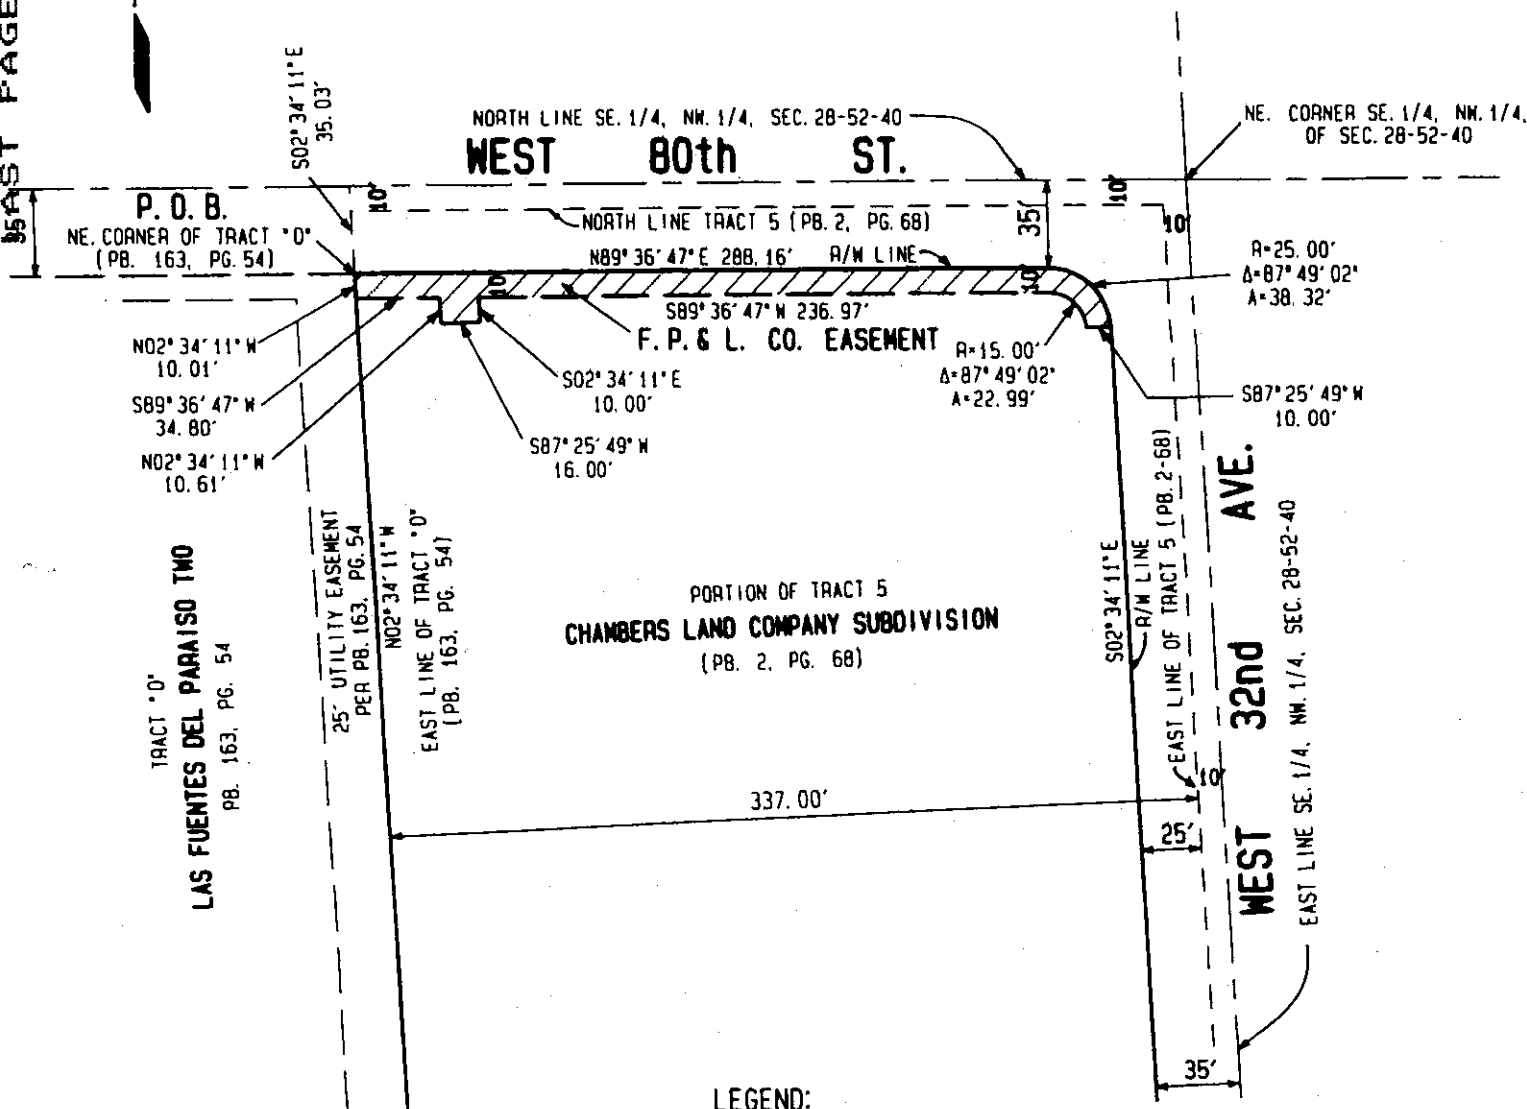 AST PAGE
S02°34'11"E
35.03'
NORTH LINE SE. 1/4, NW. 1/4, SEC. 28-52-40
WEST 80th ST.
NE. CORNER SE. 1/4, NW. 1/4,
OF SEC. 28-52-40
35'
P.O.B.
NE. CORNER OF TRACT "D"
(PB. 163, PG. 54)
10'
NORTH LINE TRACT 5 (PB. 2, PG. 68)
35'
10'
10'
N89°36'47"E 288.16'
R/W LINE
R=25.00'
Δ=87°49'02"
A=38.32'
10'
10'
S89°36'47"W 236.97'
F.P.& L. CO. EASEMENT
R=15.00'
Δ=87°49'02"
A=22.99'
N02°34'11"W
10.01'
S89°36'47"W
34.80'
N02°34'11"W
10.61'
S02°34'11"E
10.00'
S87°25'49"W
16.00'
S87°25'49"W
10.00'
TRACT "D"
LAS FUENTES DEL PARAISO TWO
PB. 163, PG. 54
25' UTILITY EASEMENT
PER PB. 163, PG. 54
N02°34'11"W
EAST LINE OF TRACT "D"
(PB. 163, PG. 54)
PORTION OF TRACT 5
CHAMBERS LAND COMPANY SUBDIVISION
(PB. 2, PG. 68)
S02°34'11"E
R/W LINE
EAST LINE OF TRACT 5 (PB. 2-68)
WEST 32nd AVE.
EAST LINE SE. 1/4, NW. 1/4, SEC. 28-52-40
337.00'
10'
25'
35'
LEGEND: